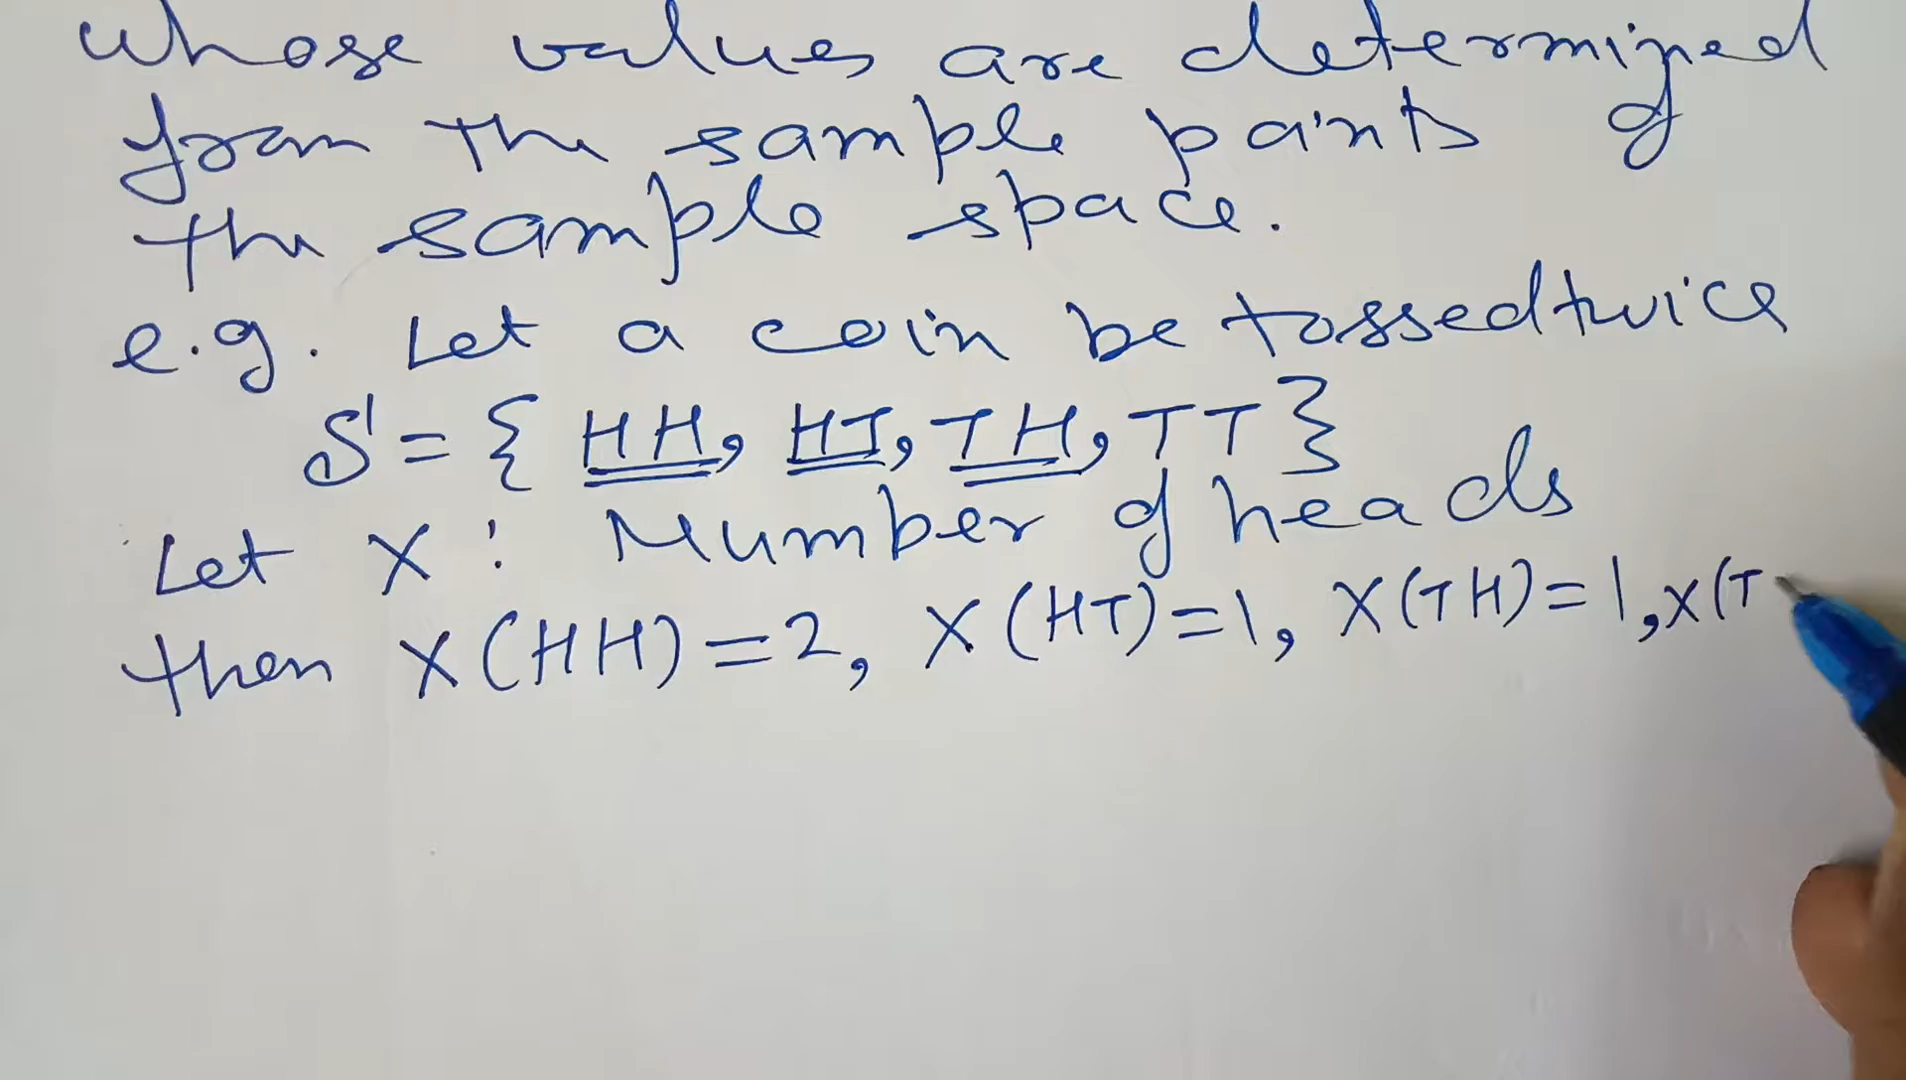 whose values are determined
from the sample points of
the sample space.
e.g. Let a coin be tossed twice
S = { HH, HT, TH, TT }
Let X : Number of heads
then X(HH) = 2, X(HT) = 1, X(TH) = 1, X(T